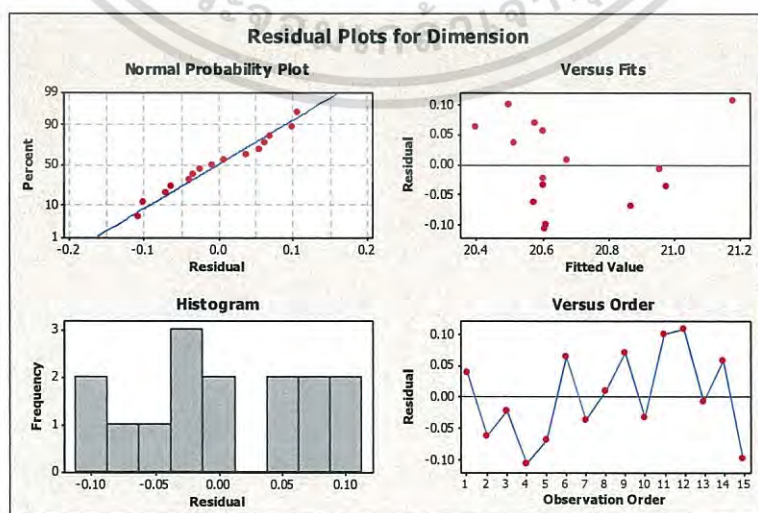 Residual Plots for Dimension
Normal Probability Plot
99
90
50
10
1
Percent
-0.2
-0.1
0.0
0.1
0.2
Residual
Versus Fits
0.10
0.05
0.00
-0.05
-0.10
Residual
20.4
20.6
20.8
21.0
21.2
Fitted Value
Histogram
3
2
1
0
Frequency
-0.10
-0.05
0.00
0.05
0.10
Residual
Versus Order
0.10
0.05
0.00
-0.05
-0.10
Residual
1 2 3 4 5 6 7 8 9 10 11 12 13 14 15
Observation Order